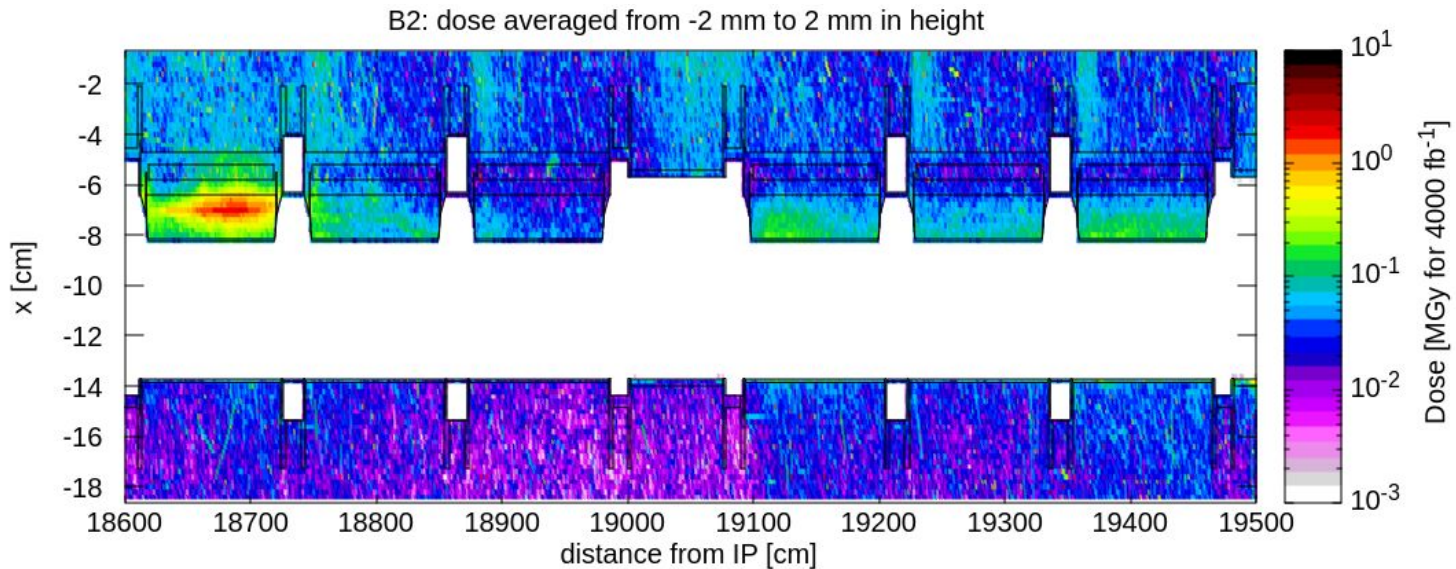 B2: dose averaged from -2 mm to 2 mm in height
x [cm]
-2
-4
-6
-8
-10
-12
-14
-16
-18
18600 18700 18800 18900 19000 19100 19200 19300 19400 19500
distance from IP [cm]
10¹
10⁰
10⁻¹
10⁻²
10⁻³
Dose [MGy for 4000 fb⁻¹]